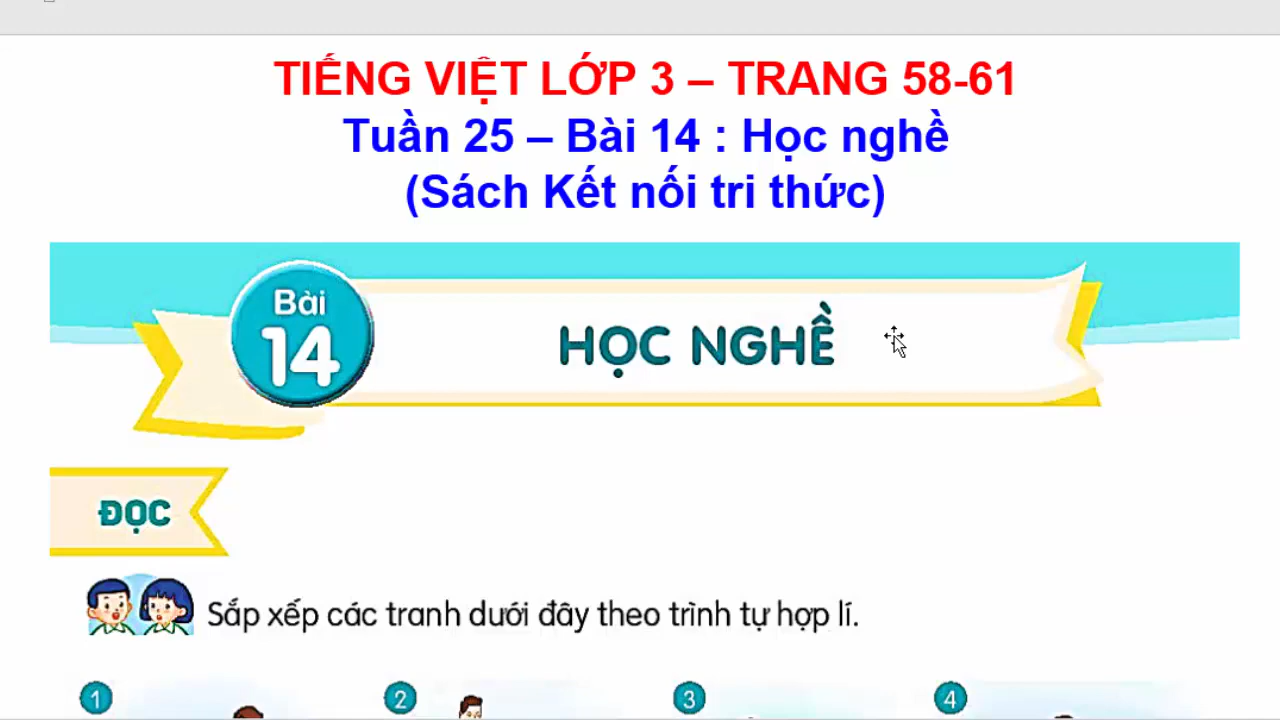 TIẾNG VIỆT LỚP 3 – TRANG 58-61
Tuần 25 – Bài 14 : Học nghề
(Sách Kết nối tri thức)
Bài
14
HỌC NGHỀ
ĐỌC
Sắp xếp các tranh dưới đây theo trình tự hợp lí.
1 2 3 4